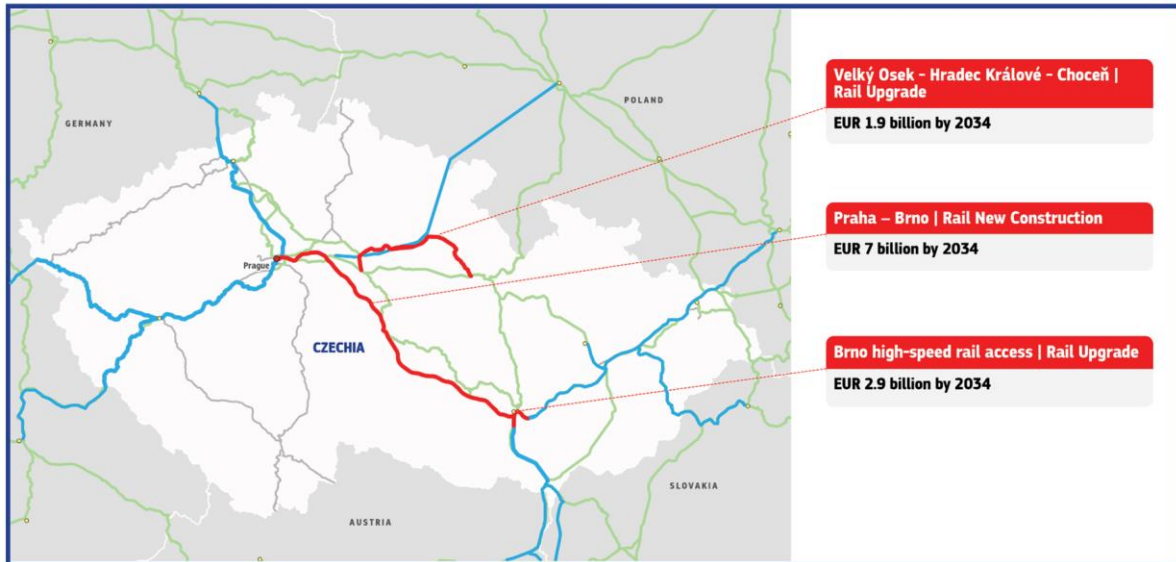 GERMANY
POLAND
Prague
CZECHIA
AUSTRIA
SLOVAKIA
Velký Osek - Hradec Králové - Choceň |
Rail Upgrade
EUR 1.9 billion by 2034
Praha – Brno | Rail New Construction
EUR 7 billion by 2034
Brno high-speed rail access | Rail Upgrade
EUR 2.9 billion by 2034